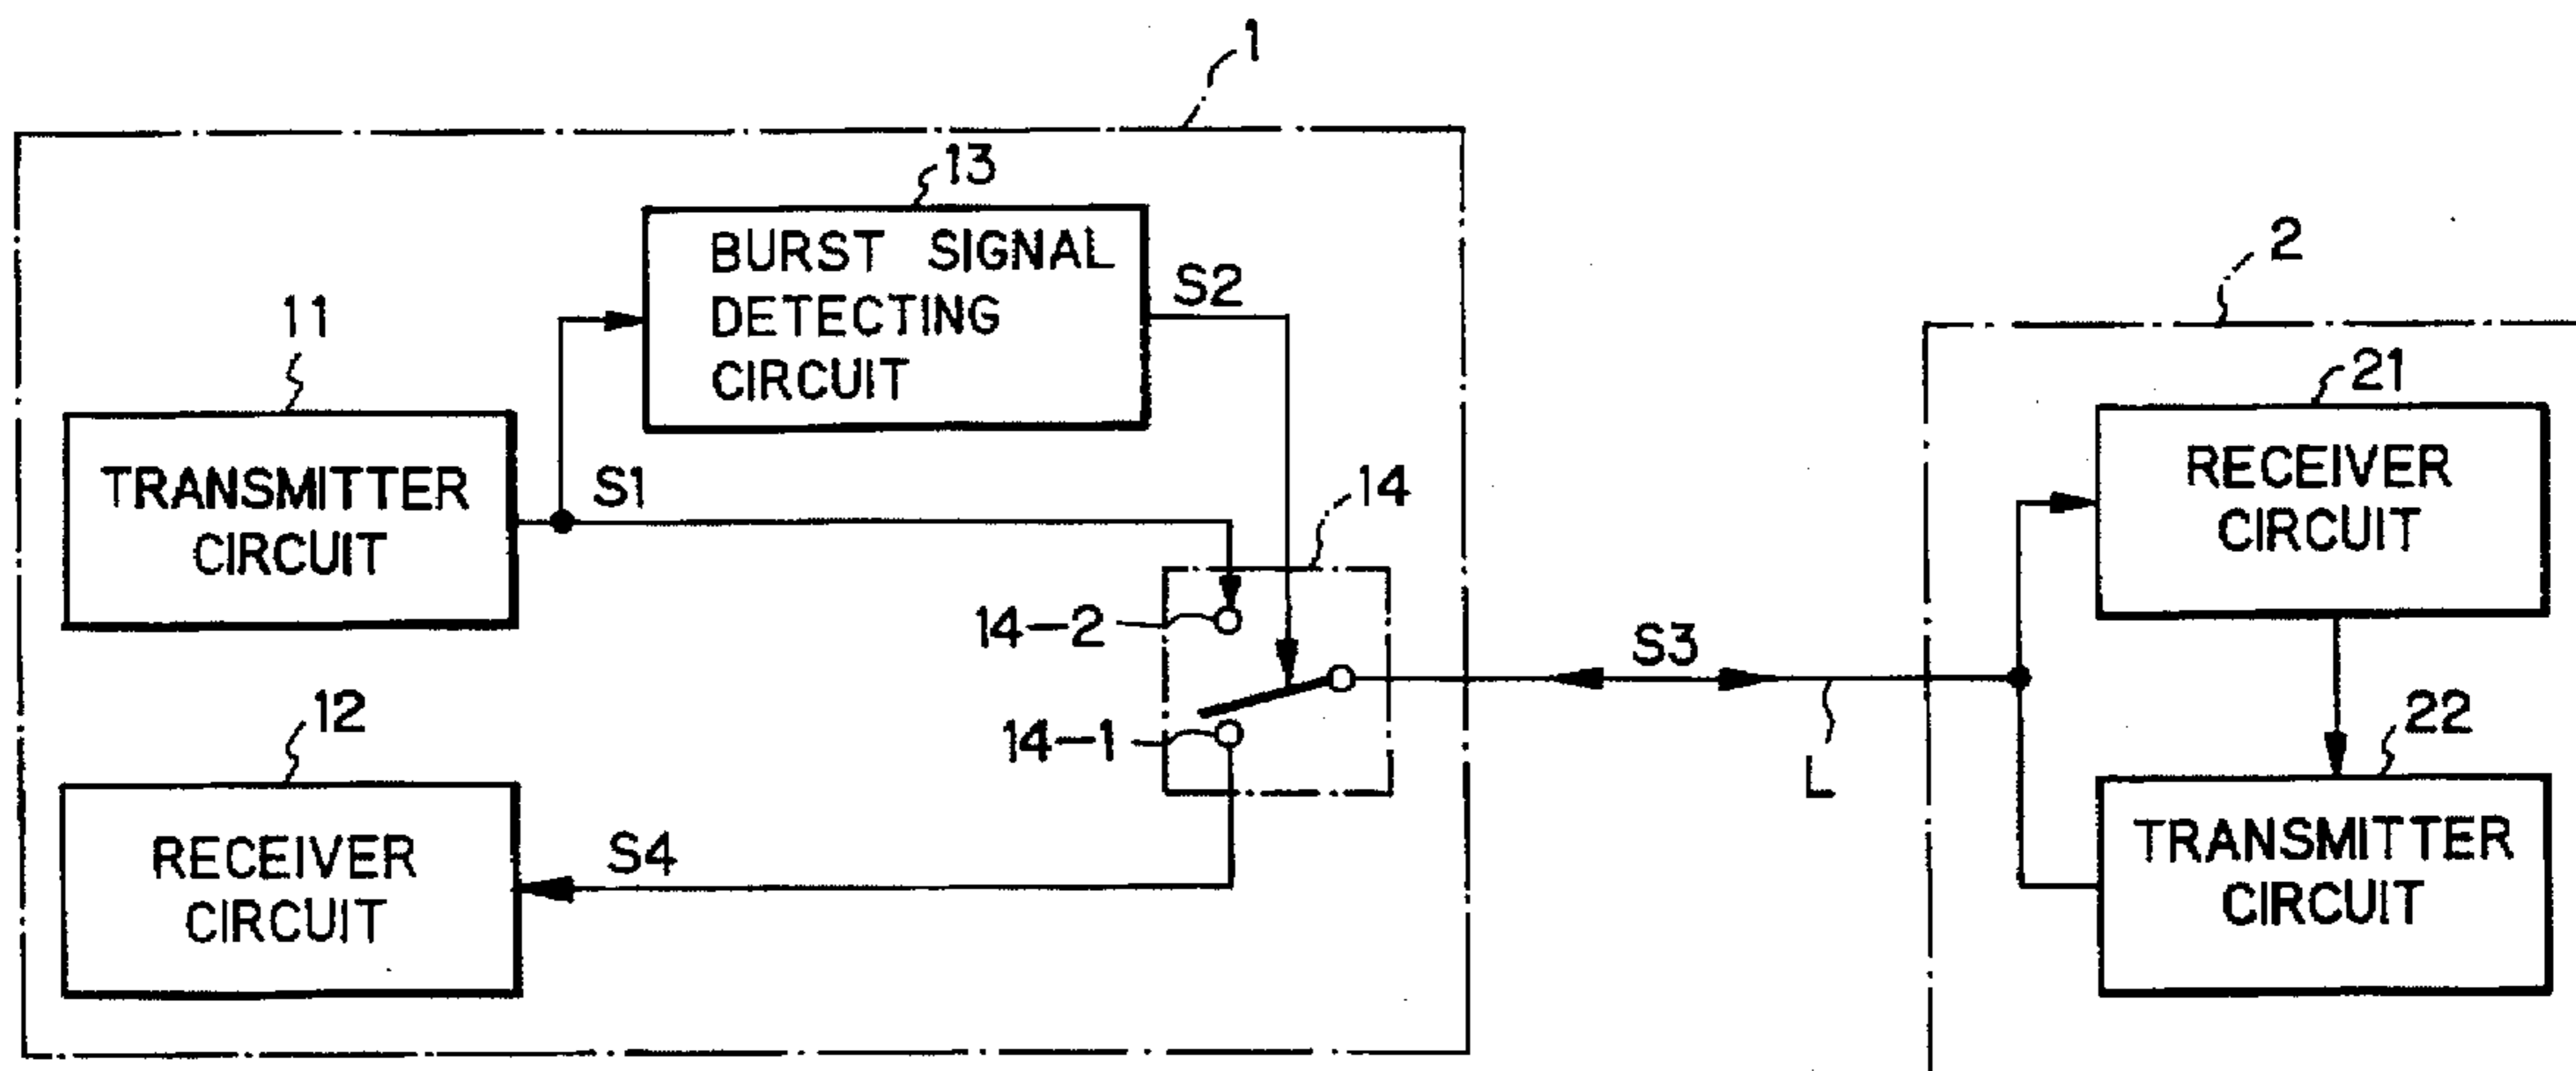 1
13
BURST SIGNAL
DETECTING
CIRCUIT
S2
2
11
TRANSMITTER
CIRCUIT
S1
21
RECEIVER
CIRCUIT
14
14-2
S3
14-1
L
12
RECEIVER
CIRCUIT
S4
22
TRANSMITTER
CIRCUIT